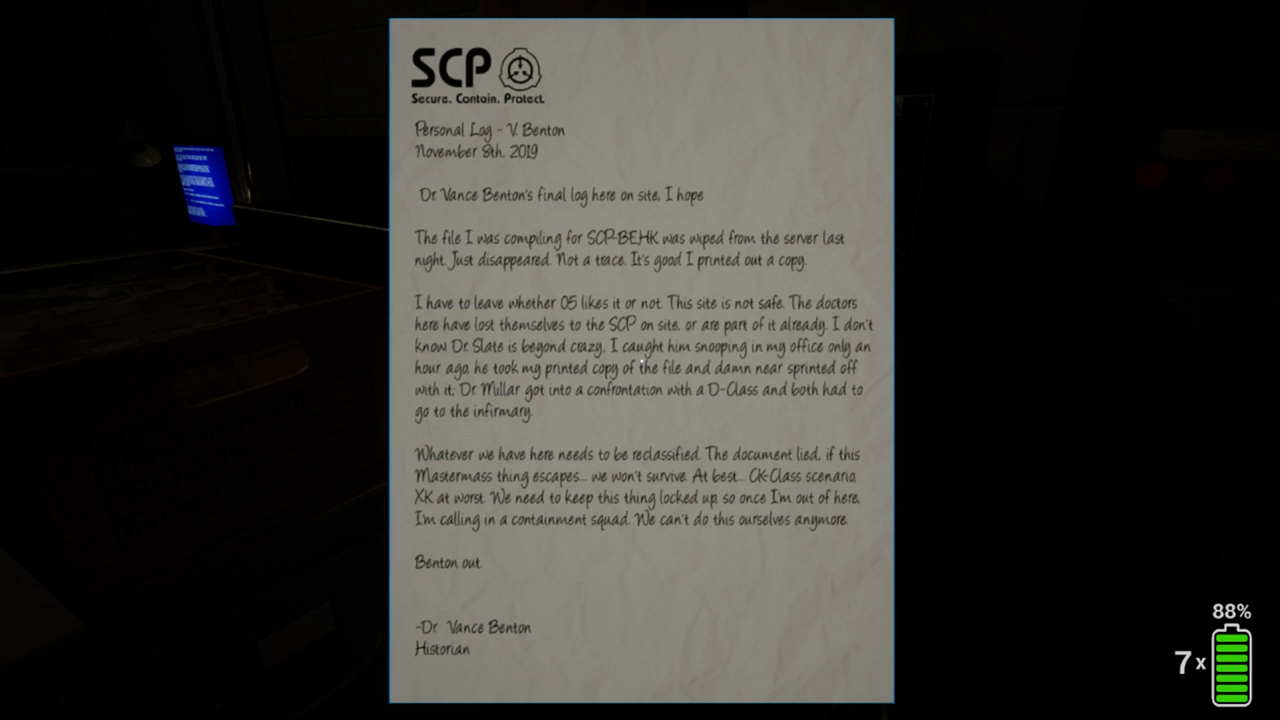 SCP
Secure. Contain. Protect.
Personal Log - V. Benton
November 8th, 2019
Dr. Vance Benton's final log here on site, I hope
The file I was compiling for SCP-BEHK was wiped from the server last
night. Just disappeared. Not a trace. It's good I printed out a copy.
I have to leave whether 05 likes it or not. This site is not safe. The doctors
here have lost themselves to the SCP on site, or are part of it already. I don't
know Dr. Slate is beyond crazy, I caught him snooping in my office only an
hour ago, he took my printed copy of the file and damn near sprinted off
with it; Dr. Millar got into a confrontation with a D-Class and both had to
go to the infirmary.
Whatever we have here needs to be reclassified. The document lied, if this
Mastermass thing escapes... we won't survive. At best... CK-Class scenario,
XK at worst. We need to keep this thing locked up, so once I'm out of here,
I'm calling in a containment squad. We can't do this ourselves anymore.
Benton out.
-Dr. Vance Benton
Historian
88%
7x